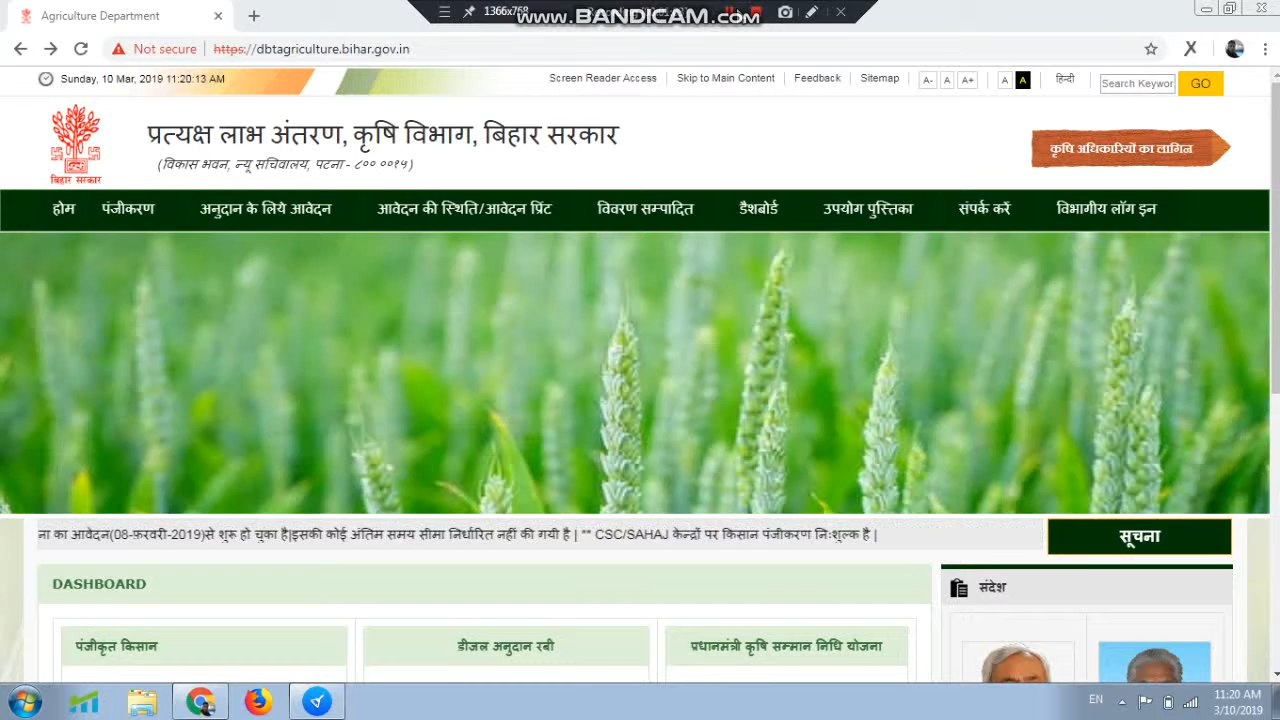 Agriculture Department
1366x768
www.BANDICAM.com
Not secure
https://dbtagriculture.bihar.gov.in
Sunday, 10 Mar, 2019 11:20:13 AM
Screen Reader Access
Skip to Main Content
Feedback
Sitemap
A- A A+
A A
हिन्दी
Search Keywor
GO
प्रत्यक्ष लाभ अंतरण, कृषि विभाग, बिहार सरकार
(विकास भवन, न्यू सचिवालय, पटना - ८०० ००१५)
बिहार सरकार
कृषि अधिकारियों का लागिन
होम
पंजीकरण
अनुदान के लिये आवेदन
आवेदन की स्थिति/आवेदन प्रिंट
विवरण सम्पादित
डैशबोर्ड
उपयोग पुस्तिका
संपर्क करें
विभागीय लॉग इन
ना का आवेदन(08-फ़रवरी-2019)से शुरू हो चुका है|इसकी कोई अंतिम समय सीमा निर्धारित नहीं की गयी है | ** CSC/SAHAJ केन्द्रों पर किसान पंजीकरण निःशुल्क है |
सूचना
DASHBOARD
संदेश
पंजीकृत किसान
डीजल अनुदान रबी
प्रधानमंत्री कृषि सम्मान निधि योजना
EN
11:20 AM
3/10/2019